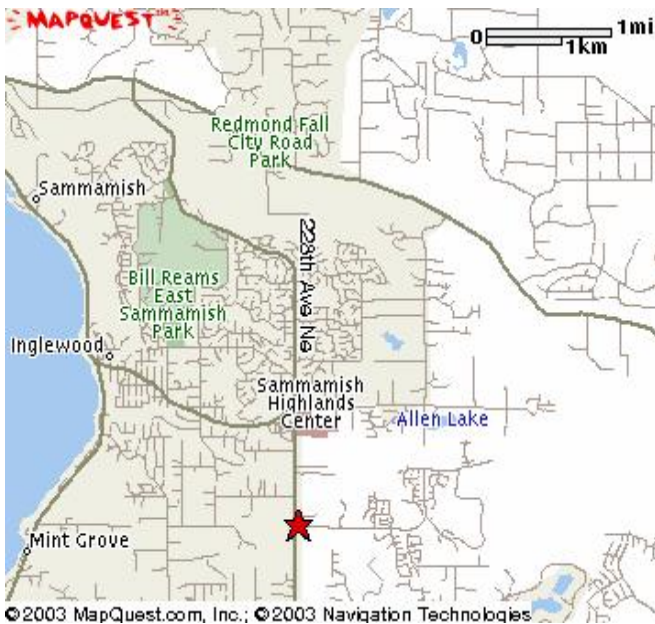 MAPQUEST
0 1mi
1km
Redmond Fall
City Road
Park
Sammamish
228th Ave Ne
Bill Reams
East
Sammamish
Park
Inglewood
Sammamish
Highlands
Center
Allen Lake
Mint Grove
©2003 MapQuest.com, Inc.; ©2003 Navigation Technologies